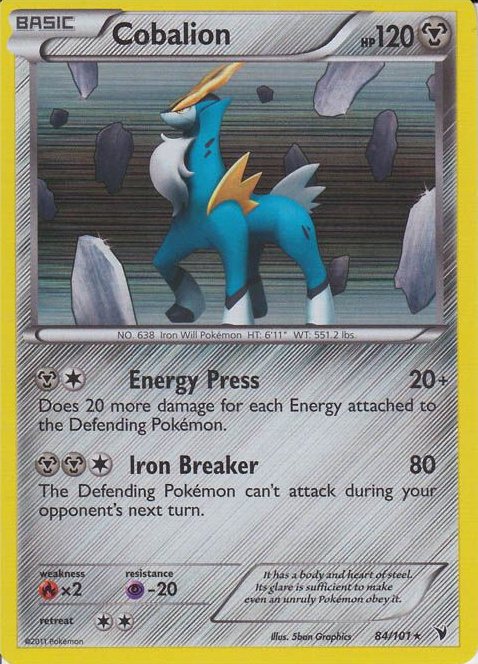 BASIC
Cobalion
HP120
NO. 638 Iron Will Pokémon HT: 6'11" WT: 551.2 lbs.
Energy Press 20+
Does 20 more damage for each Energy attached to
the Defending Pokémon.
Iron Breaker 80
The Defending Pokémon can't attack during your
opponent's next turn.
weakness resistance
×2 -20
It has a body and heart of steel.
Its glare is sufficient to make
even an unruly Pokémon obey it.
retreat
©2011 Pokémon
Illus. 5ban Graphics 84/101★